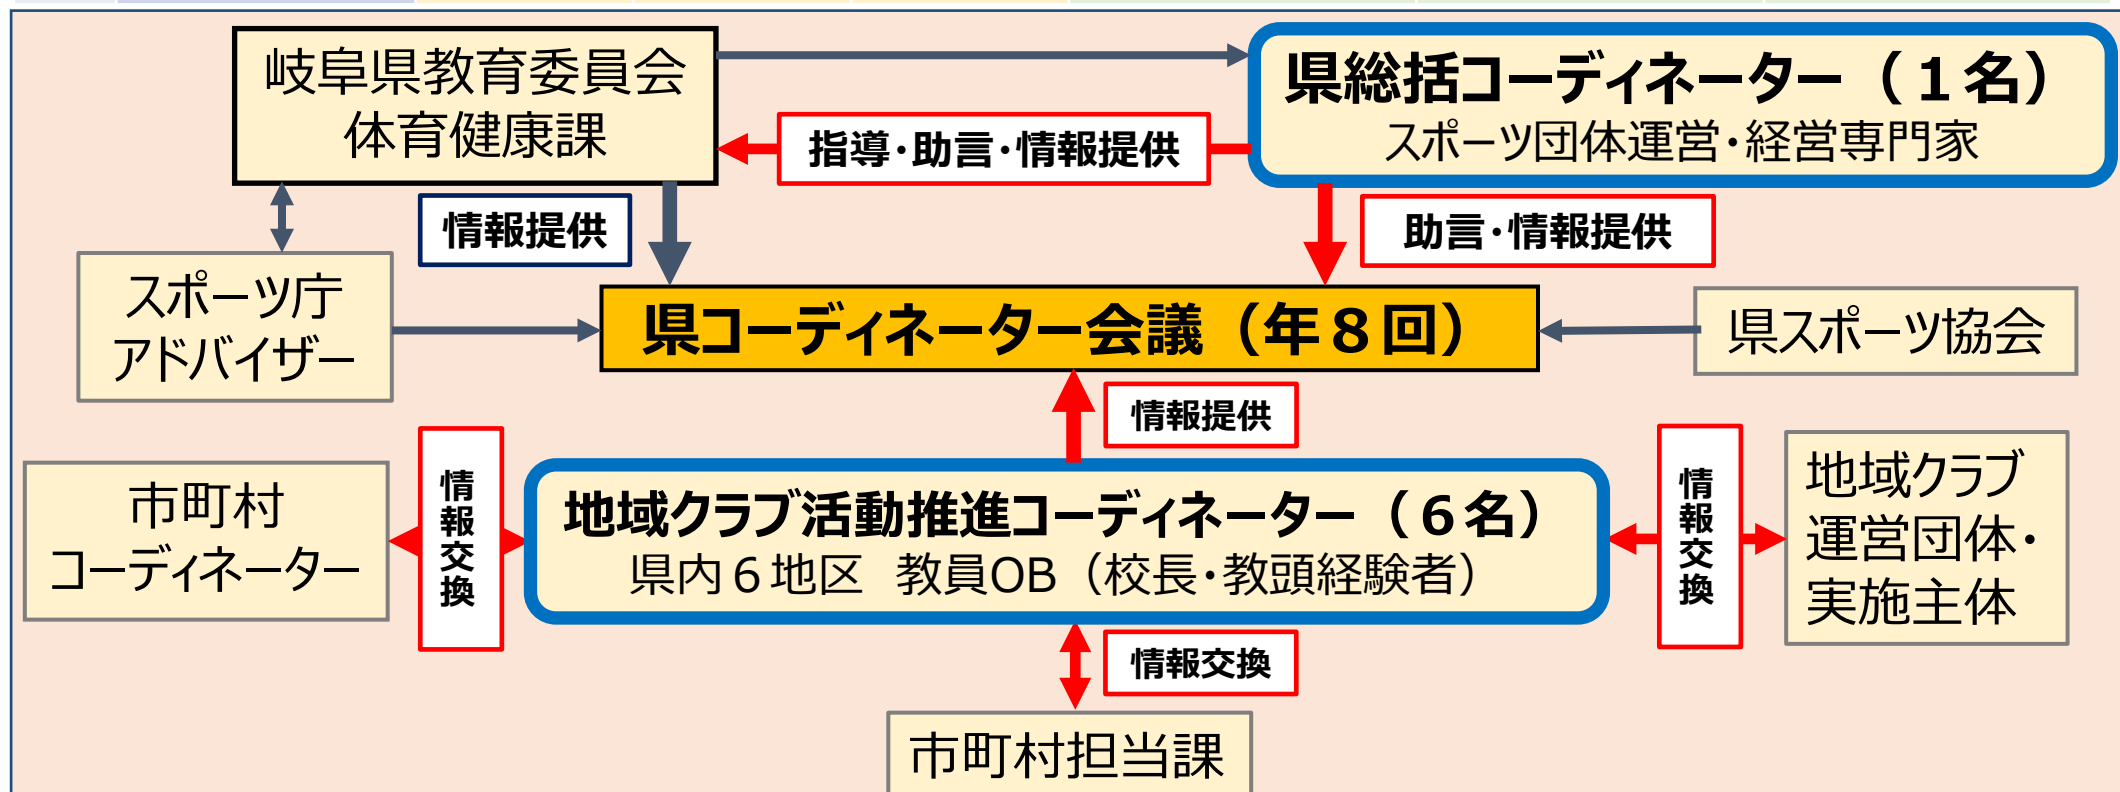 岐阜県教育委員会
体育健康課
県総括コーディネーター（１名）
スポーツ団体運営・経営専門家
指導・助言・情報提供
情報提供
助言・情報提供
スポーツ庁
アドバイザー
県コーディネーター会議（年８回）
県スポーツ協会
情報提供
市町村
コーディネーター
情報交換
地域クラブ活動推進コーディネーター（６名）
県内６地区 教員OB（校長・教頭経験者）
情報交換
地域クラブ
運営団体・
実施主体
情報交換
市町村担当課